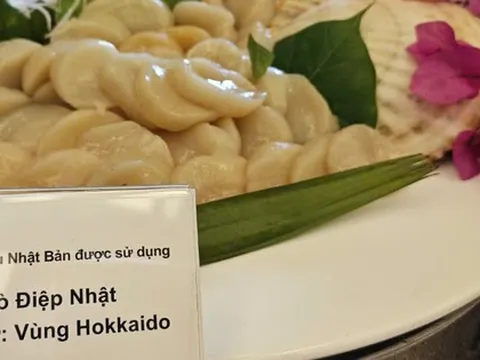 Nhật Bản được sử dụng
Điệp Nhật
Vùng Hokkaido